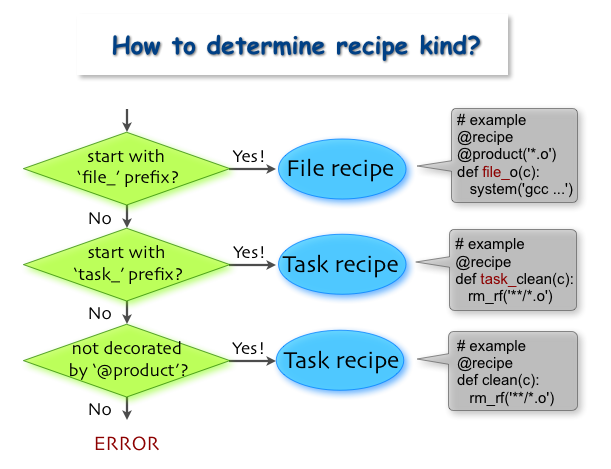 How to determine recipe kind?
start with
‘file_’ prefix?
Yes!
File recipe
# example
@recipe
@product('*.o')
def file_o(c):
system('gcc ...')
No
start with
‘task_’ prefix?
Yes!
Task recipe
# example
@recipe
def task_clean(c):
rm_rf('**/*.o')
No
not decorated
by ‘@product’?
Yes!
Task recipe
# example
@recipe
def clean(c):
rm_rf('**/*.o')
No
ERROR